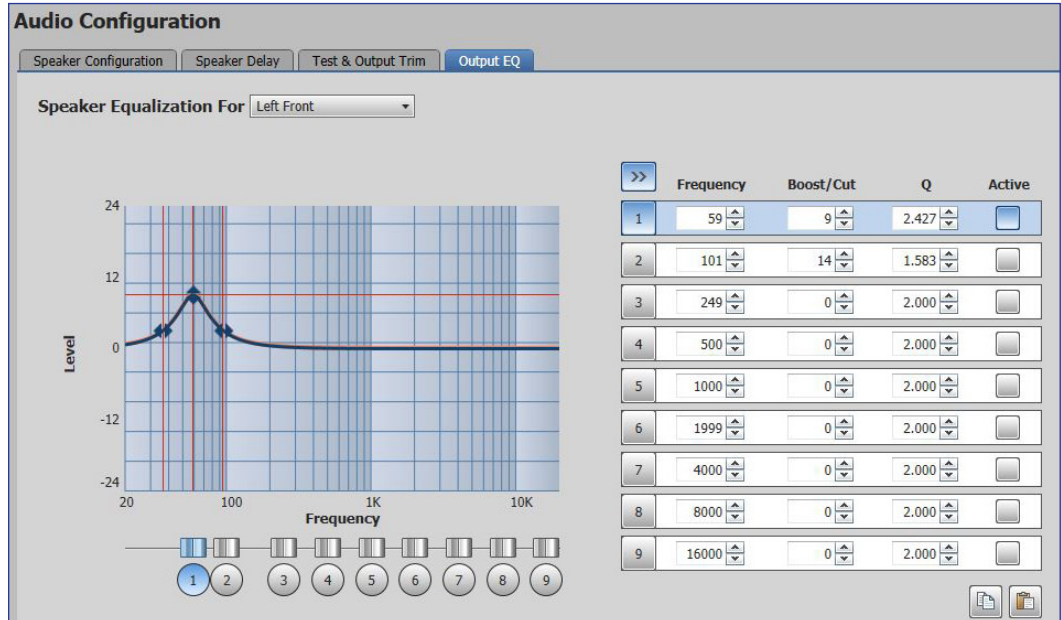 Audio Configuration
Speaker Configuration Speaker Delay Test & Output Trim Output EQ
Speaker Equalization For Left Front
>> Frequency Boost/Cut Q Active
1 59 9 2.427
2 101 14 1.583
3 249 0 2.000
4 500 0 2.000
5 1000 0 2.000
6 1999 0 2.000
7 4000 0 2.000
8 8000 0 2.000
9 16000 0 2.000
Level
24
12
0
-12
-24
20 100 1K 10K
Frequency
1 2 3 4 5 6 7 8 9